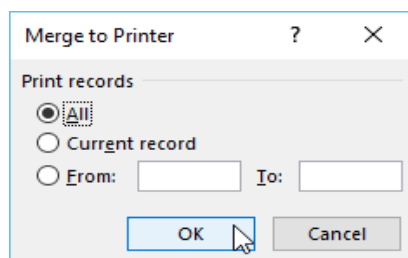 Merge to Printer ?
Print records
All
Current record
From: To:
OK Cancel